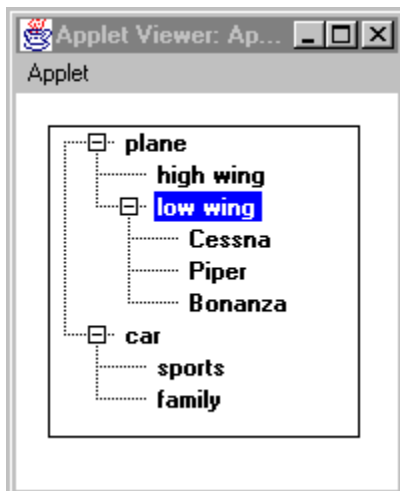 Applet Viewer: Ap...
Applet
plane
high wing
low wing
Cessna
Piper
Bonanza
car
sports
family